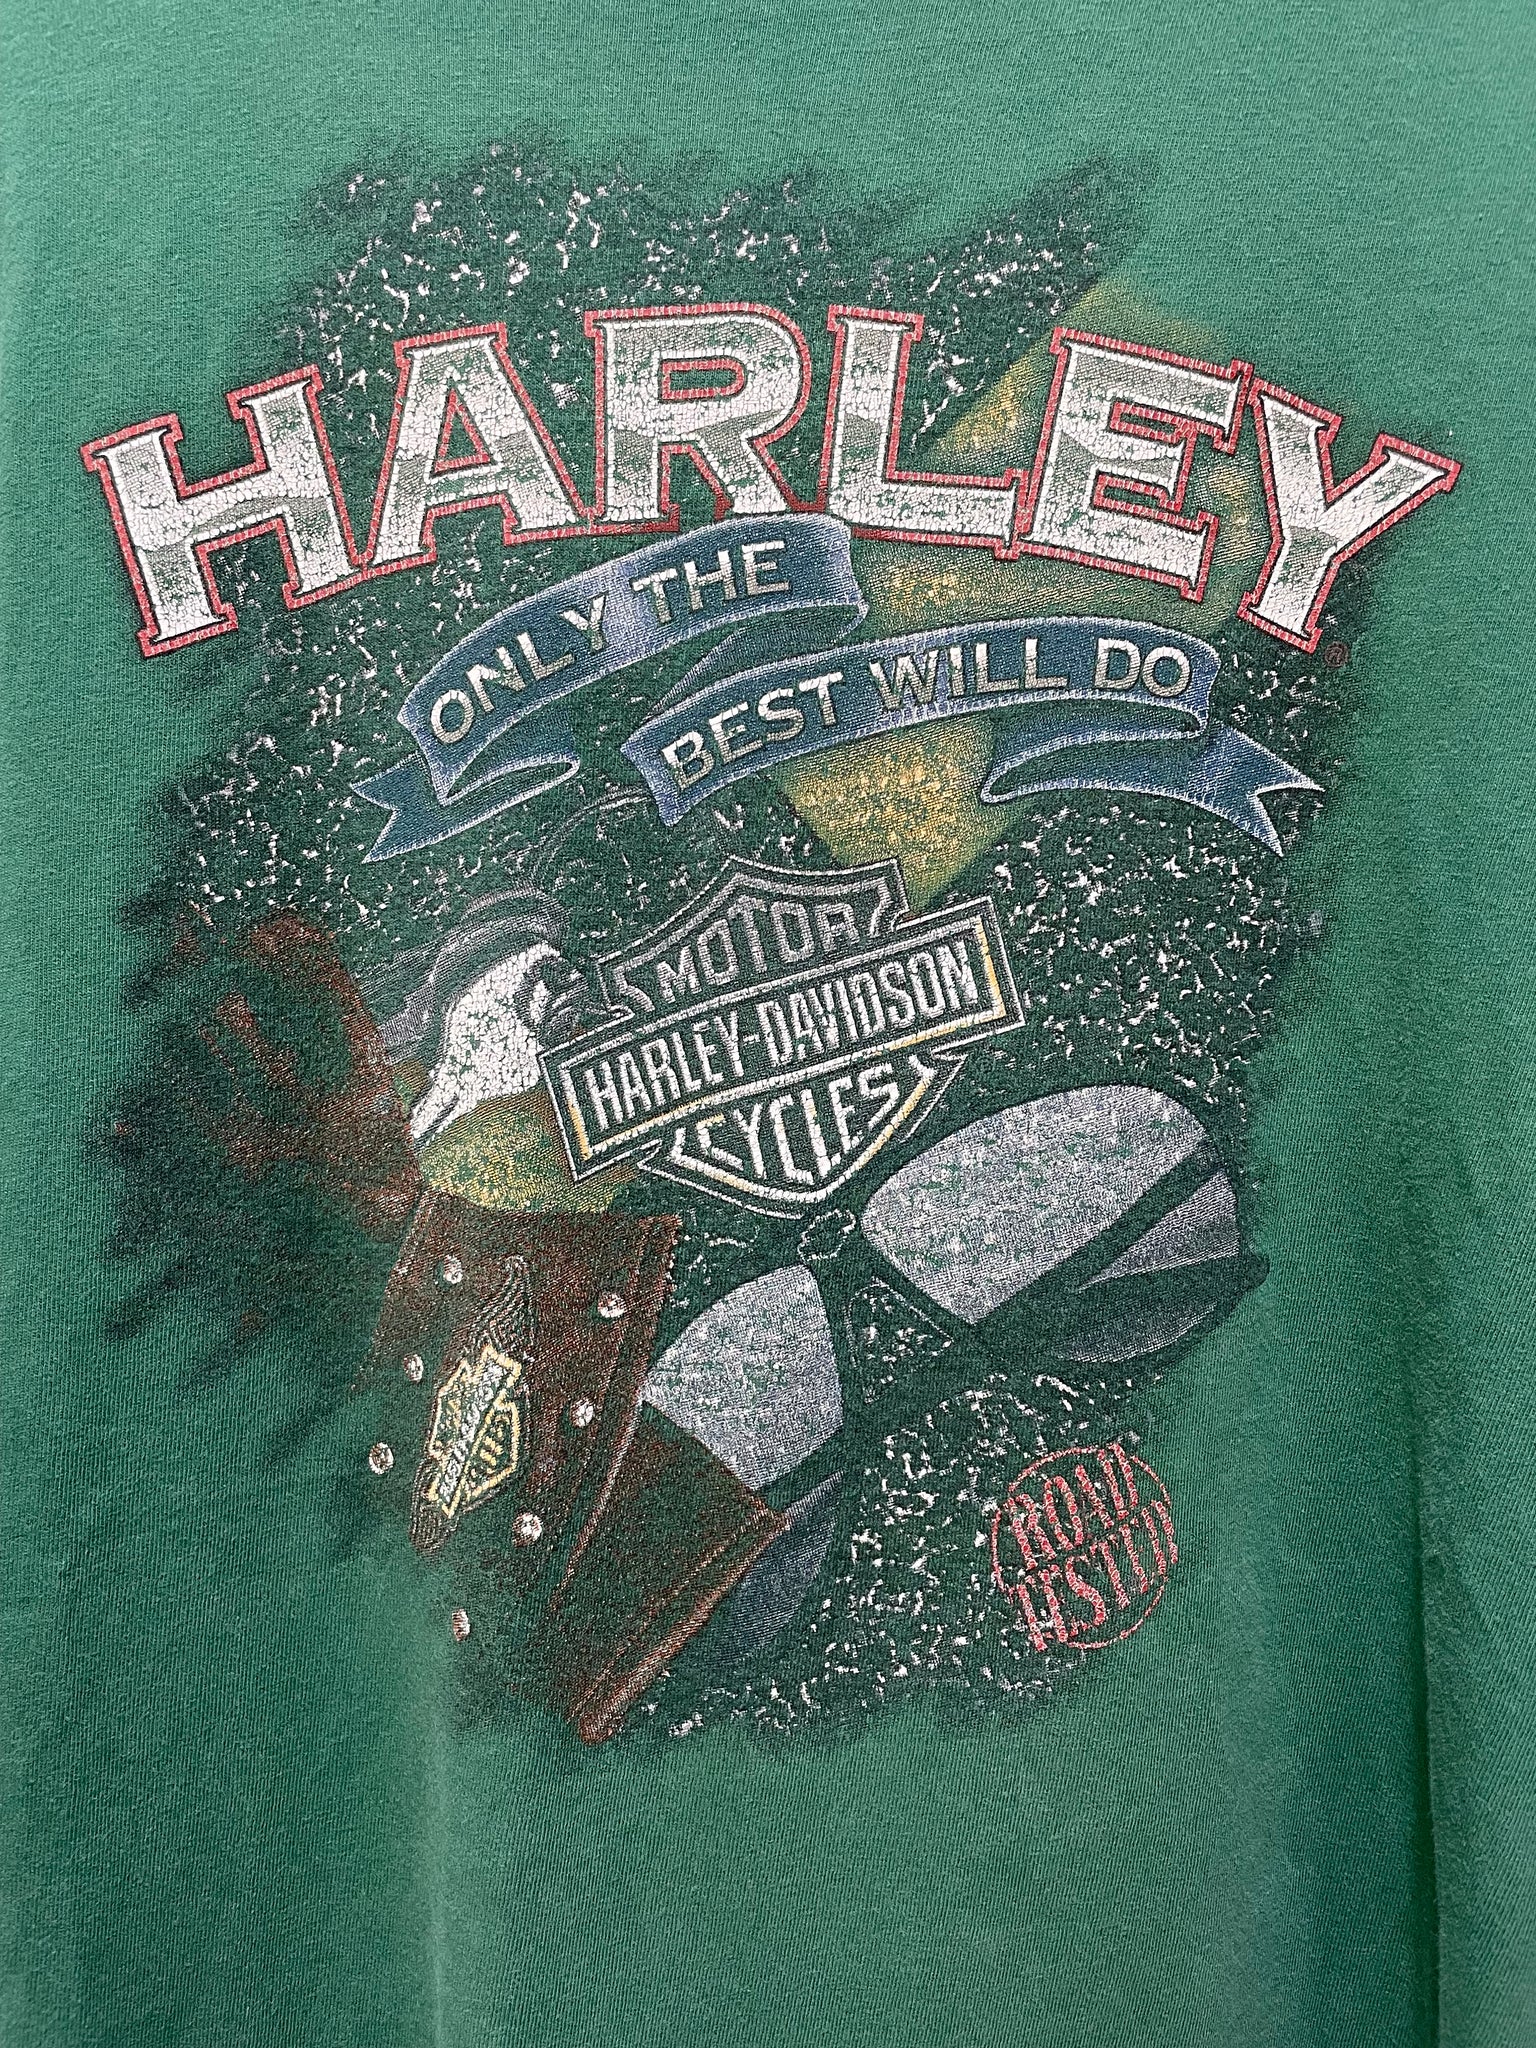 HARLEY
®
ONLY THE
BEST WILL DO
MOTOR
HARLEY-DAVIDSON
CYCLES
ROAD
TESTED